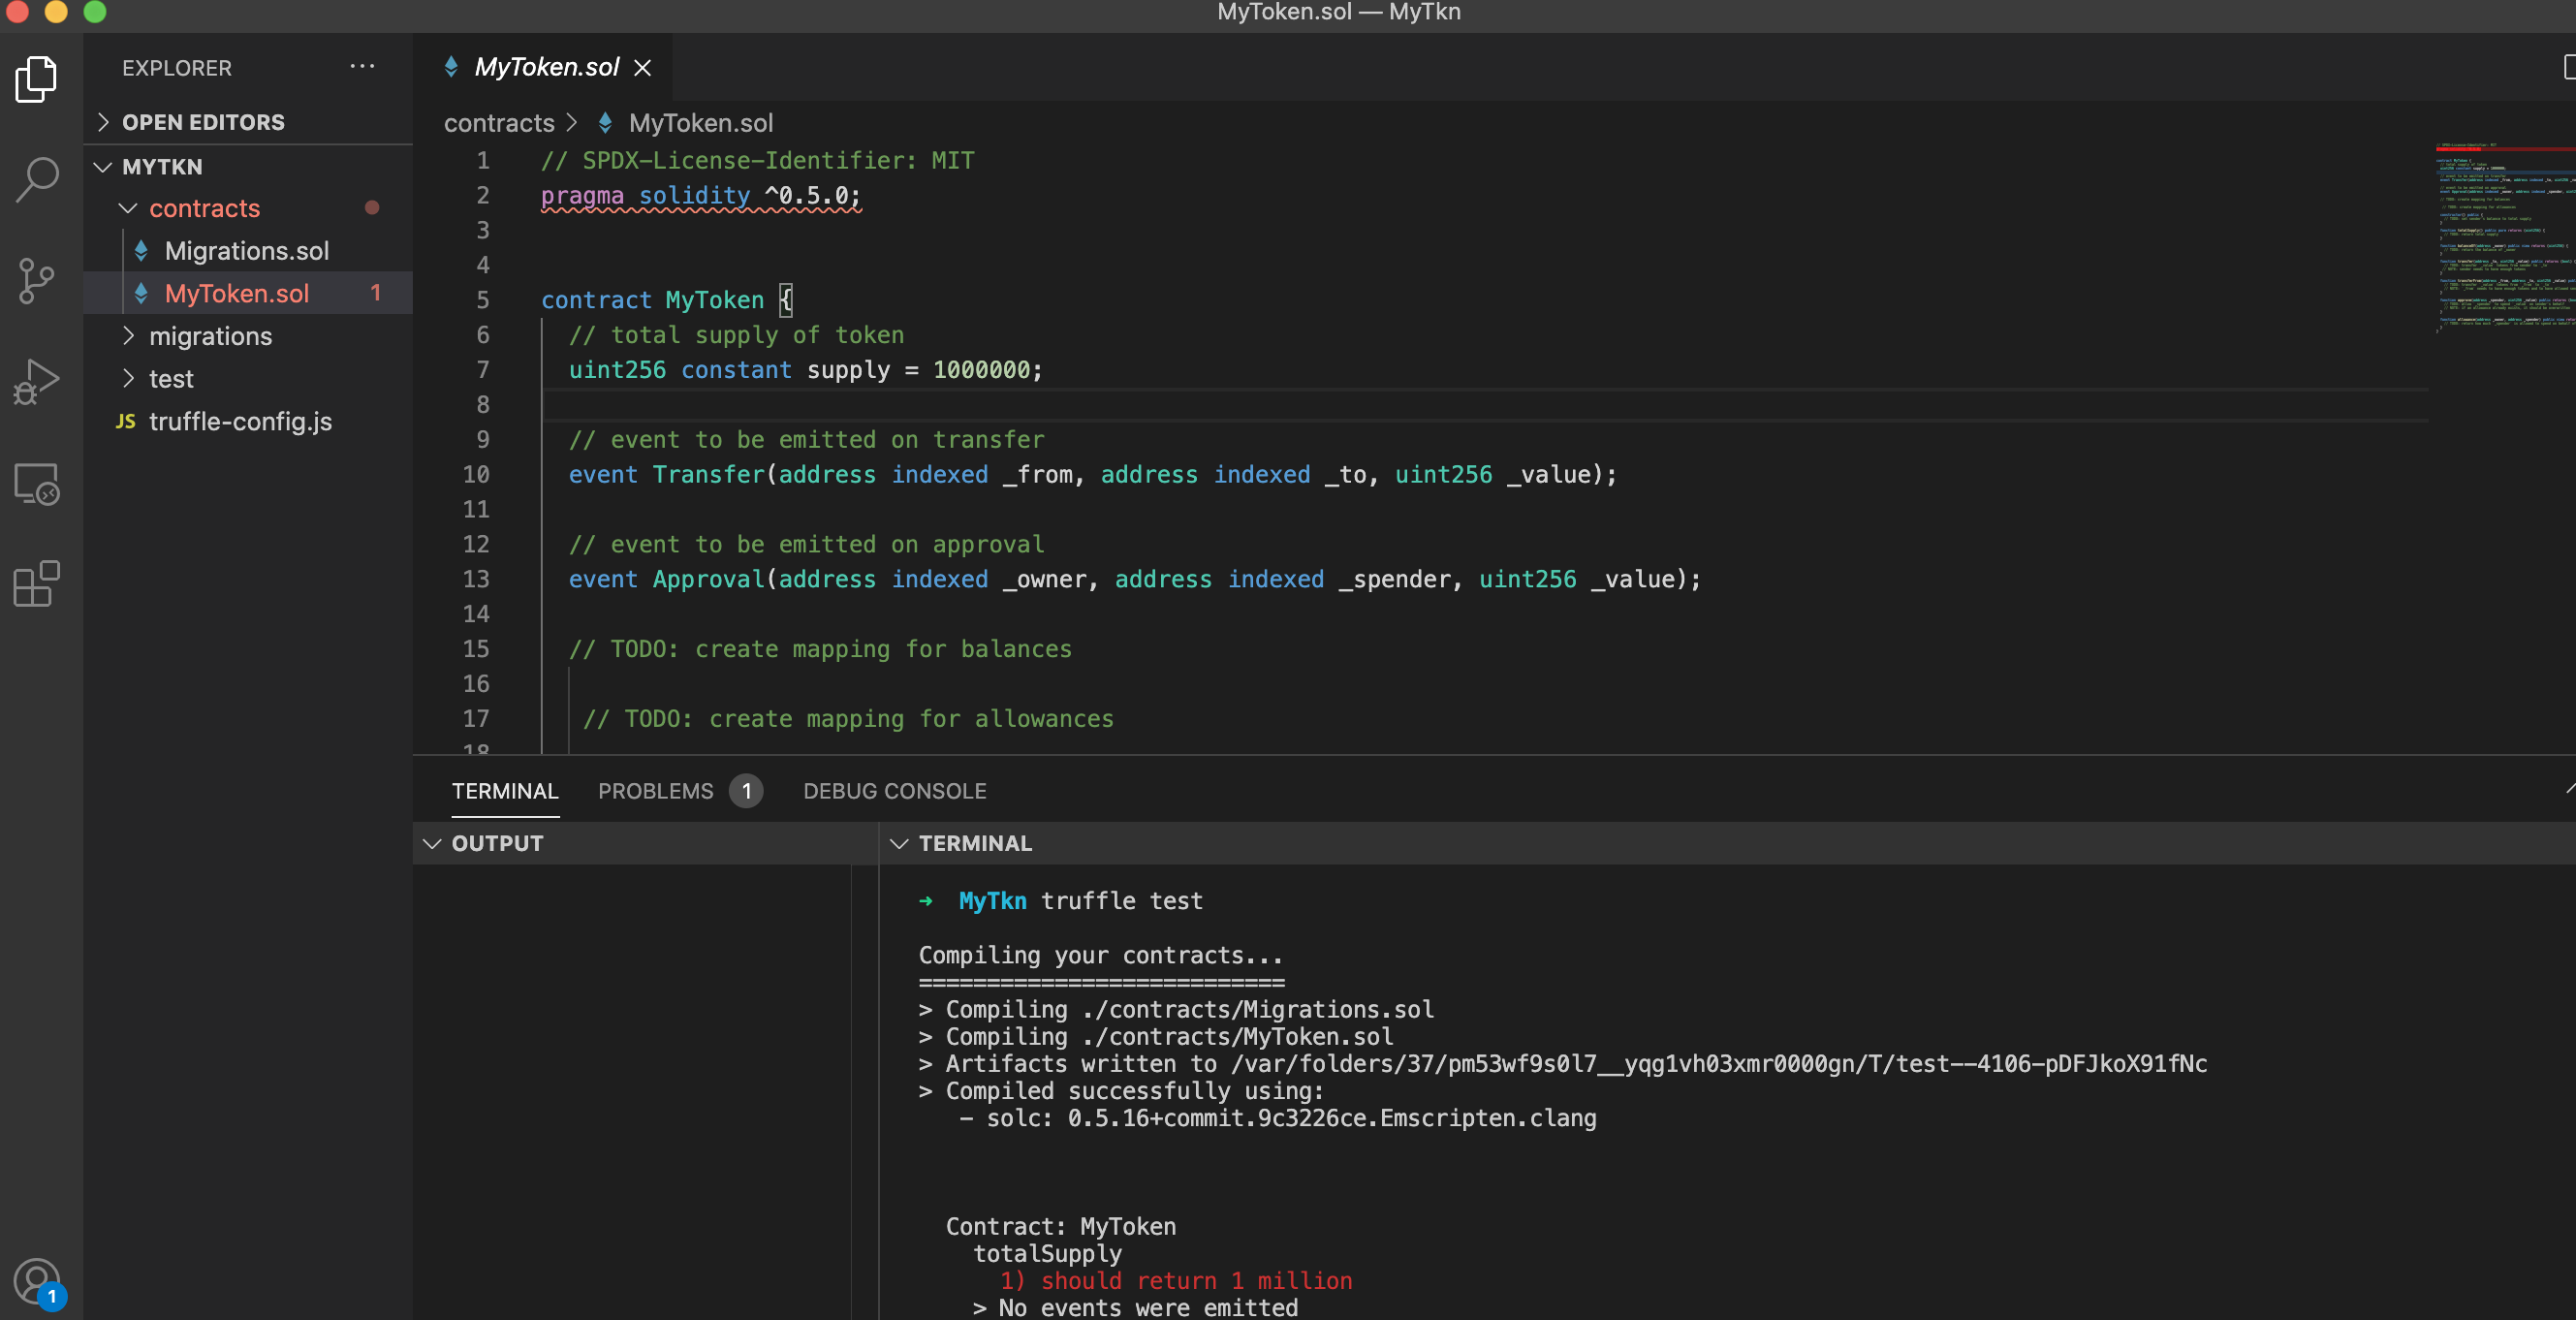 MyToken.sol — MyTkn
EXPLORER ···
OPEN EDITORS
MYTKN
contracts
Migrations.sol
MyToken.sol 1
migrations
test
JS truffle-config.js
1
MyToken.sol
contracts > MyToken.sol
1 // SPDX-License-Identifier: MIT
2 pragma solidity ^0.5.0;
3
4
5 contract MyToken {
6 // total supply of token
7 uint256 constant supply = 1000000;
8
9 // event to be emitted on transfer
10 event Transfer(address indexed _from, address indexed _to, uint256 _value);
11
12 // event to be emitted on approval
13 event Approval(address indexed _owner, address indexed _spender, uint256 _value);
14
15 // TODO: create mapping for balances
16
17 // TODO: create mapping for allowances
18
TERMINAL PROBLEMS 1 DEBUG CONSOLE
OUTPUT
TERMINAL
➜ MyTkn truffle test
Compiling your contracts...
===========================
> Compiling ./contracts/Migrations.sol
> Compiling ./contracts/MyToken.sol
> Artifacts written to /var/folders/37/pm53wf9s0l7__yqg1vh03xmr0000gn/T/test--4106-pDFJkoX91fNc
> Compiled successfully using:
- solc: 0.5.16+commit.9c3226ce.Emscripten.clang
Contract: MyToken
totalSupply
1) should return 1 million
> No events were emitted